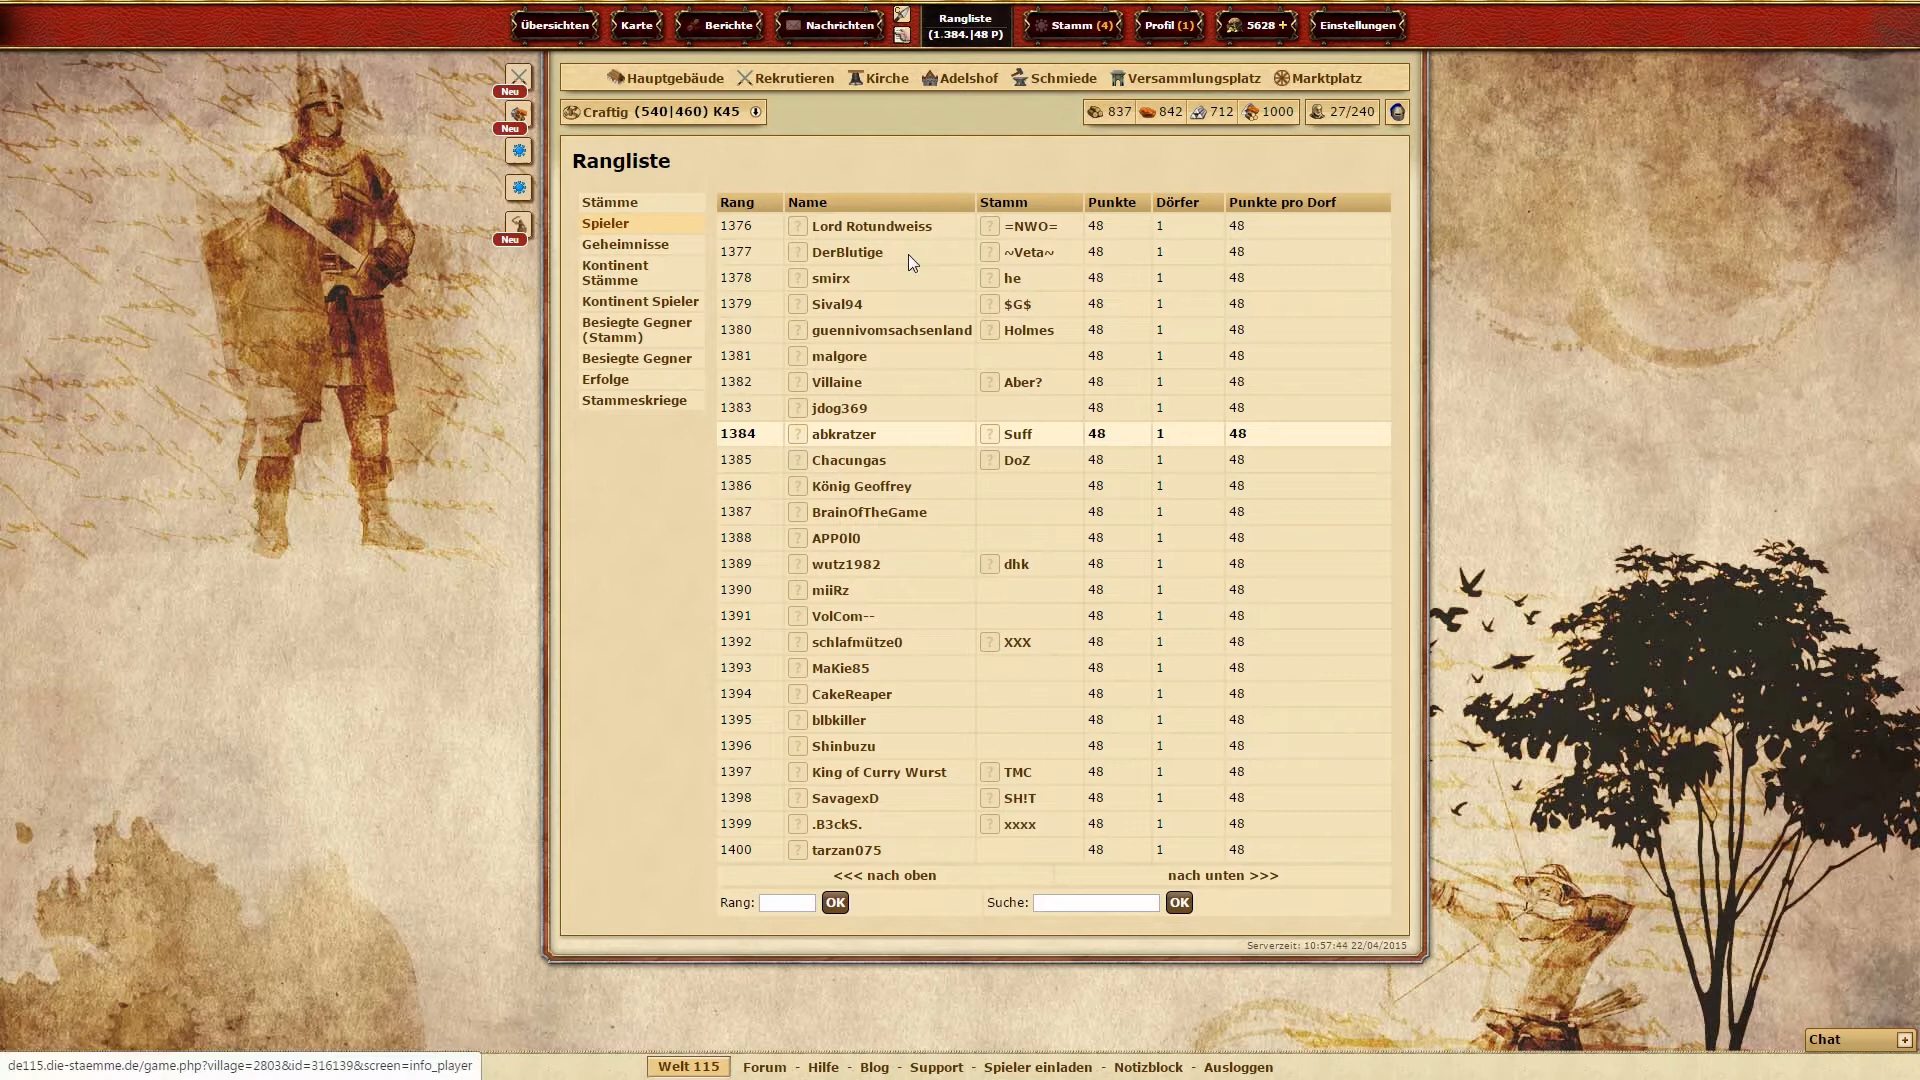 Übersichten Karte Berichte Nachrichten Rangliste (1.384.|48 P) Stamm (4) Profil (1) 5628 + Einstellungen
Hauptgebäude Rekrutieren Kirche Adelshof Schmiede Versammlungsplatz Marktplatz
Neu
Neu
Neu
Craftig (540|460) K45 837 842 712 1000 27/240
Rangliste
Stämme
Spieler
Geheimnisse
Kontinent
Stämme
Kontinent Spieler
Besiegte Gegner
(Stamm)
Besiegte Gegner
Erfolge
Stammeskriege
Rang Name Stamm Punkte Dörfer Punkte pro Dorf
1376 ? Lord Rotundweiss ? =NWO= 48 1 48
1377 ? DerBlutige ? ~Veta~ 48 1 48
1378 ? smirx ? he 48 1 48
1379 ? Sival94 ? $G$ 48 1 48
1380 ? guennivomsachsenland ? Holmes 48 1 48
1381 ? malgore 48 1 48
1382 ? Villaine ? Aber? 48 1 48
1383 ? jdog369 48 1 48
1384 ? abkratzer ? Suff 48 1 48
1385 ? Chacungas ? DoZ 48 1 48
1386 ? König Geoffrey 48 1 48
1387 ? BrainOfTheGame 48 1 48
1388 ? APP0l0 48 1 48
1389 ? wutz1982 ? dhk 48 1 48
1390 ? miiRz 48 1 48
1391 ? VolCom-- 48 1 48
1392 ? schlafmütze0 ? XXX 48 1 48
1393 ? MaKie85 48 1 48
1394 ? CakeReaper 48 1 48
1395 ? blbkiller 48 1 48
1396 ? Shinbuzu 48 1 48
1397 ? King of Curry Wurst ? TMC 48 1 48
1398 ? SavagexD ? SH!T 48 1 48
1399 ? .B3ckS. ? xxxx 48 1 48
1400 ? tarzan075 48 1 48
<<< nach oben nach unten >>>
Rang: OK Suche: OK
Serverzeit: 10:57:44 22/04/2015
Chat +
de115.die-staemme.de/game.php?village=2803&id=316139&screen=info_player
Welt 115 Forum - Hilfe - Blog - Support - Spieler einladen - Notizblock - Ausloggen